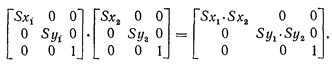 [Sx₁ 0 0] [Sx₂ 0 0] [Sx₁·Sx₂ 0 0]
[0 Sy₁ 0]·[0 Sy₂ 0]=[0 Sy₁·Sy₂ 0].
[0 0 1] [0 0 1] [0 0 1]